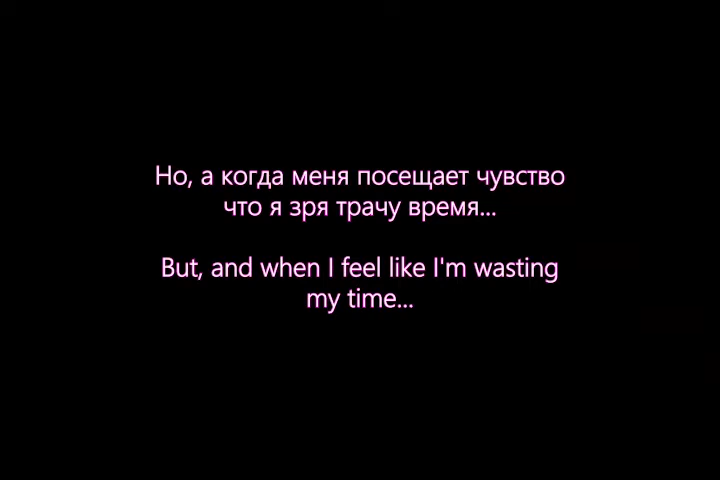 Но, а когда меня посещает чувство
что я зря трачу время...
But, and when I feel like I'm wasting
my time...